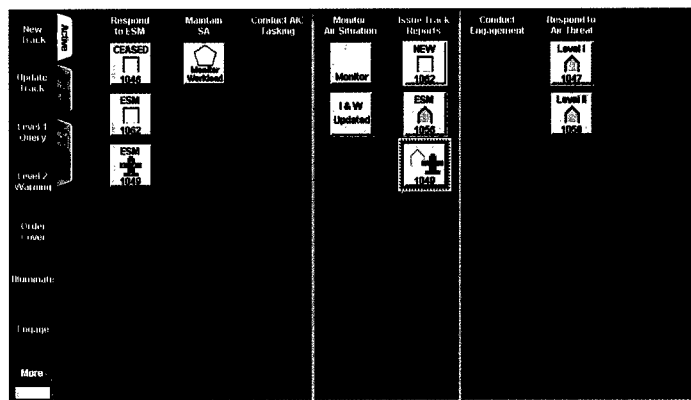 New
Track
Active
Respond
to ESM
Maintain
SA
Conduct AIC
Tasking
Monitor
Air Situation
Issue Track
Reports
Conduct
Engagement
Respond to
Air Threat
CEASED
1046
Monitor
Workload
Monitor
NEW
1062
Level I
1047
Update
Track
ESM
1062
I & W
Updated
ESM
1056
Level II
Level 1
Query
ESM
1049
1049
Level 2
Warning
Order
Cover
Illuminate
Engage
More